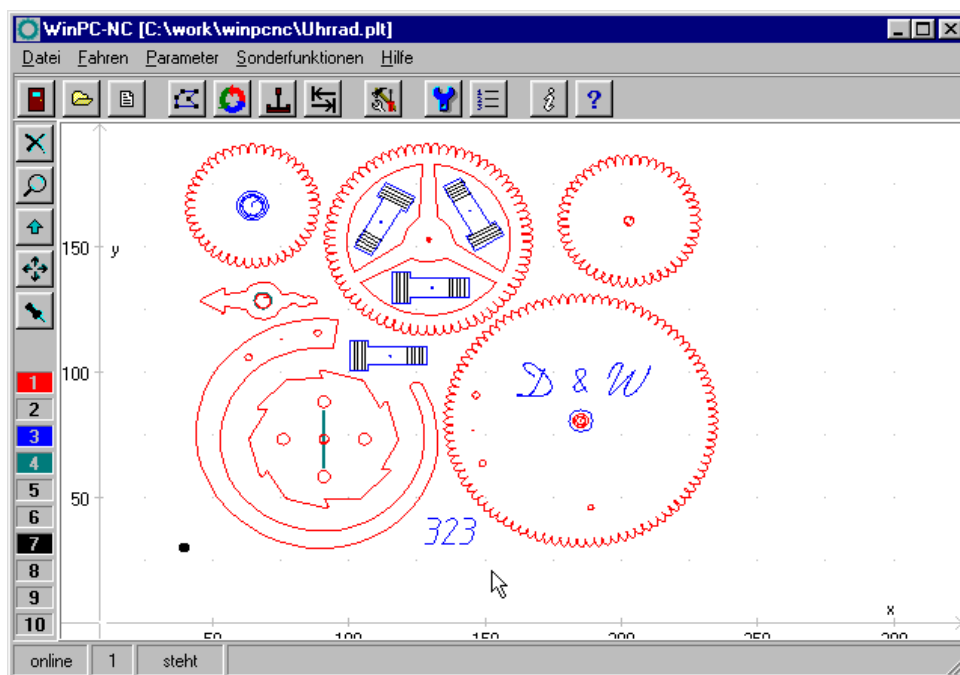 WinPC-NC [C:\work\winpcnc\Uhrrad.plt]
Datei Fahren Parameter Sonderfunktionen Hilfe
i ?
150 y
1
100
2
D & W
3
4
5
50
6
323
7
8
9
x
10
50 100 150 200 250 300
online 1 steht